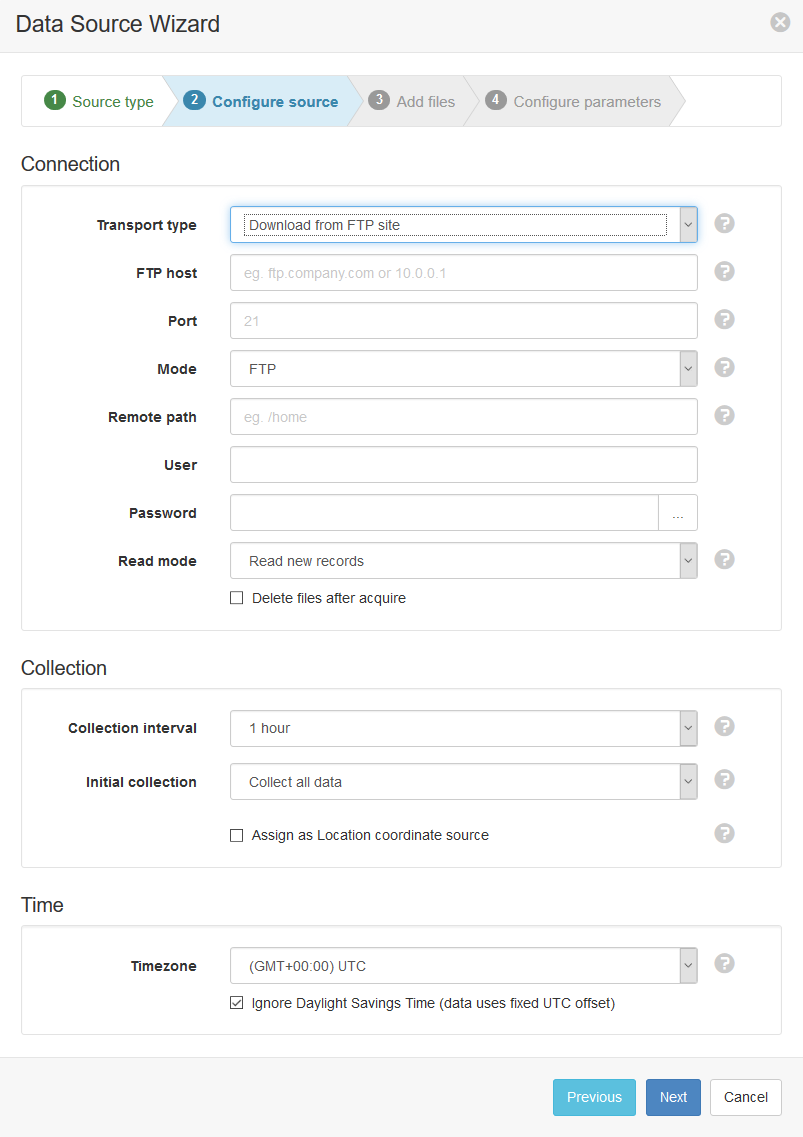 Data Source Wizard
1 Source type 2 Configure source 3 Add files 4 Configure parameters
Connection
Transport type Download from FTP site ?
FTP host eg. ftp.company.com or 10.0.0.1 ?
Port 21 ?
Mode FTP ?
Remote path eg. /home ?
User
Password ...
Read mode Read new records ?
Delete files after acquire
Collection
Collection interval 1 hour ?
Initial collection Collect all data ?
Assign as Location coordinate source ?
Time
Timezone (GMT+00:00) UTC ?
Ignore Daylight Savings Time (data uses fixed UTC offset)
Previous Next Cancel